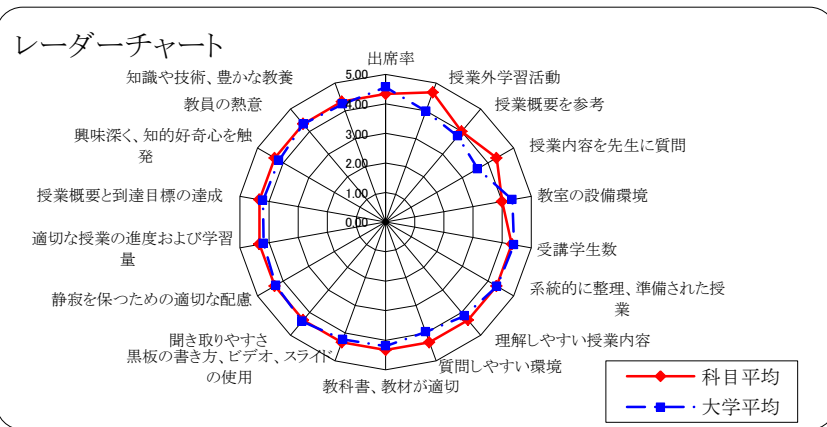 レーダーチャート
出席率
授業外学習活動
授業概要を参考
授業内容を先生に質問
教室の設備環境
受講学生数
系統的に整理、準備された授
業
理解しやすい授業内容
質問しやすい環境
教科書、教材が適切
黒板の書き方、ビデオ、スライド
の使用
聞き取りやすさ
静寂を保つための適切な配慮
適切な授業の進度および学習
量
授業概要と到達目標の達成
興味深く、知的好奇心を触
発
教員の熱意
知識や技術、豊かな教養
5.00
4.00
3.00
2.00
1.00
0.00
科目平均
大学平均